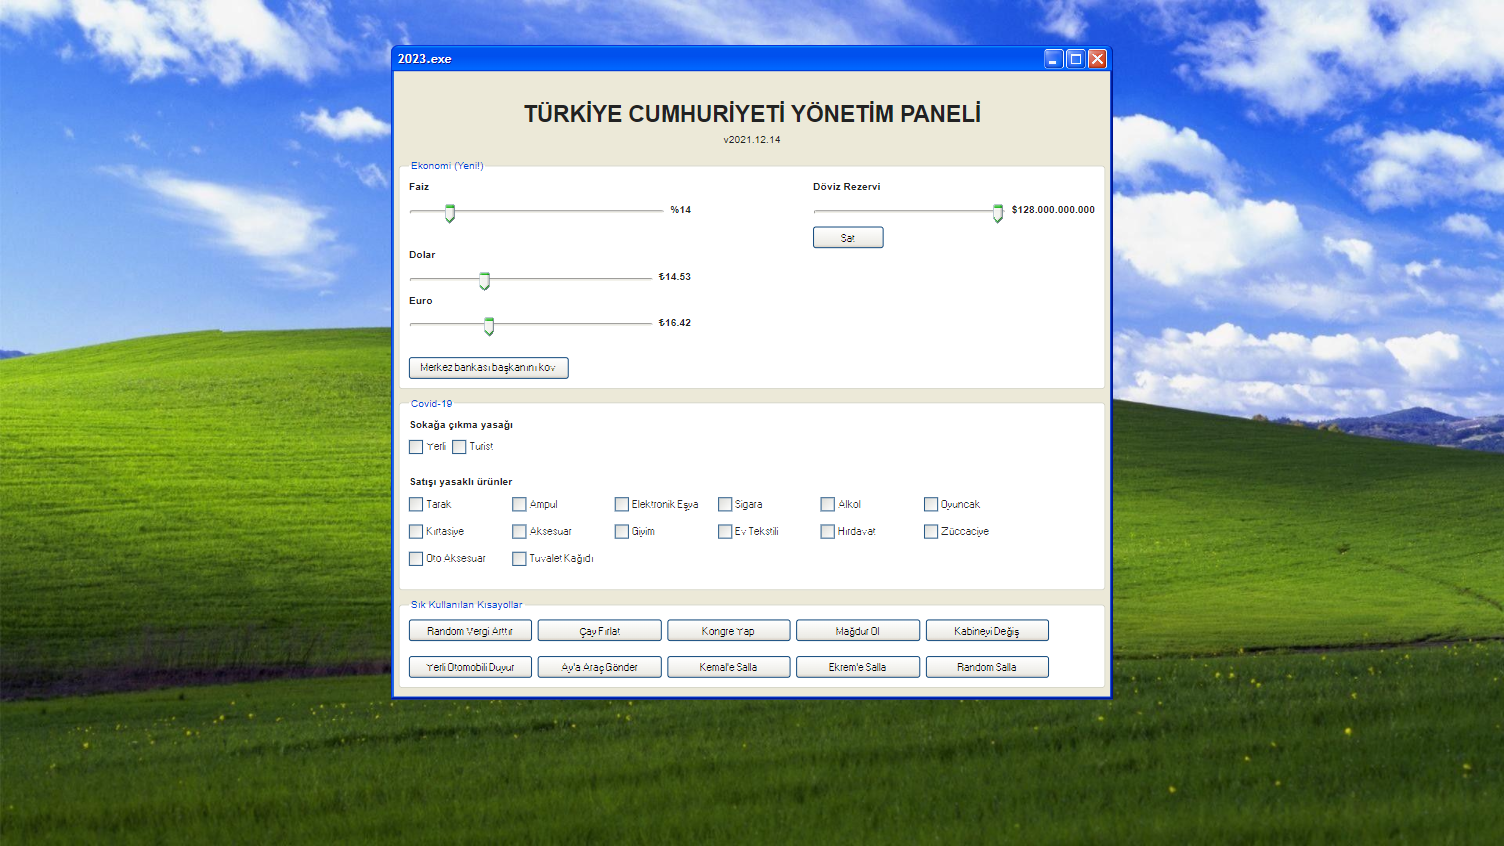 2023.exe
TÜRKİYE CUMHURİYETİ YÖNETİM PANELİ
v2021.12.14
Ekonomi (Yeni!)
Faiz
%14
Döviz Rezervi
$128.000.000.000
Sat
Dolar
₺14.53
Euro
₺16.42
Merkez bankası başkanını kov
Covid-19
Sokağa çıkma yasağı
Yerli Turist
Satışı yasaklı ürünler
Tarak Ampul Elektronik Eşya Sigara Alkol Oyuncak
Kırtasiye Aksesuar Giyim Ev Tekstili Hırdavat Züccaciye
Oto Aksesuar Tuvalet Kağıdı
Sık Kullanılan Kısayollar
Random Vergi Arttır Çay Fırlat Kongre Yap Mağdur Ol Kabineyi Değiş
Yerli Otomobili Duyur Ay'a Araç Gönder Kemal'e Salla Ekrem'e Salla Random Salla